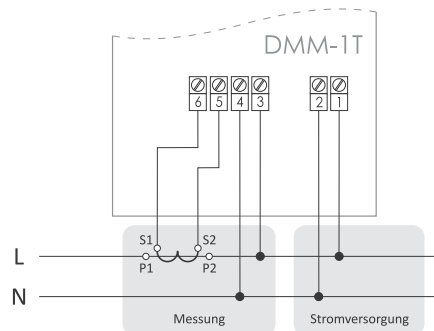 DMM-1T
6 5 4 3 2 1
S1 S2
L
P1 P2
N
Messung Stromversorgung